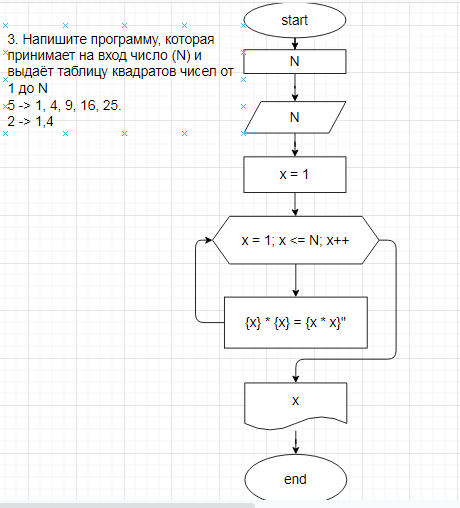 start
3. Напишите программу, которая
принимает на вход число (N) и
выдаёт таблицу квадратов чисел от
1 до N
5 -> 1, 4, 9, 16, 25.
2 -> 1,4
N
N
x = 1
x = 1; x <= N; x++
{x} * {x} = {x * x}"
x
end